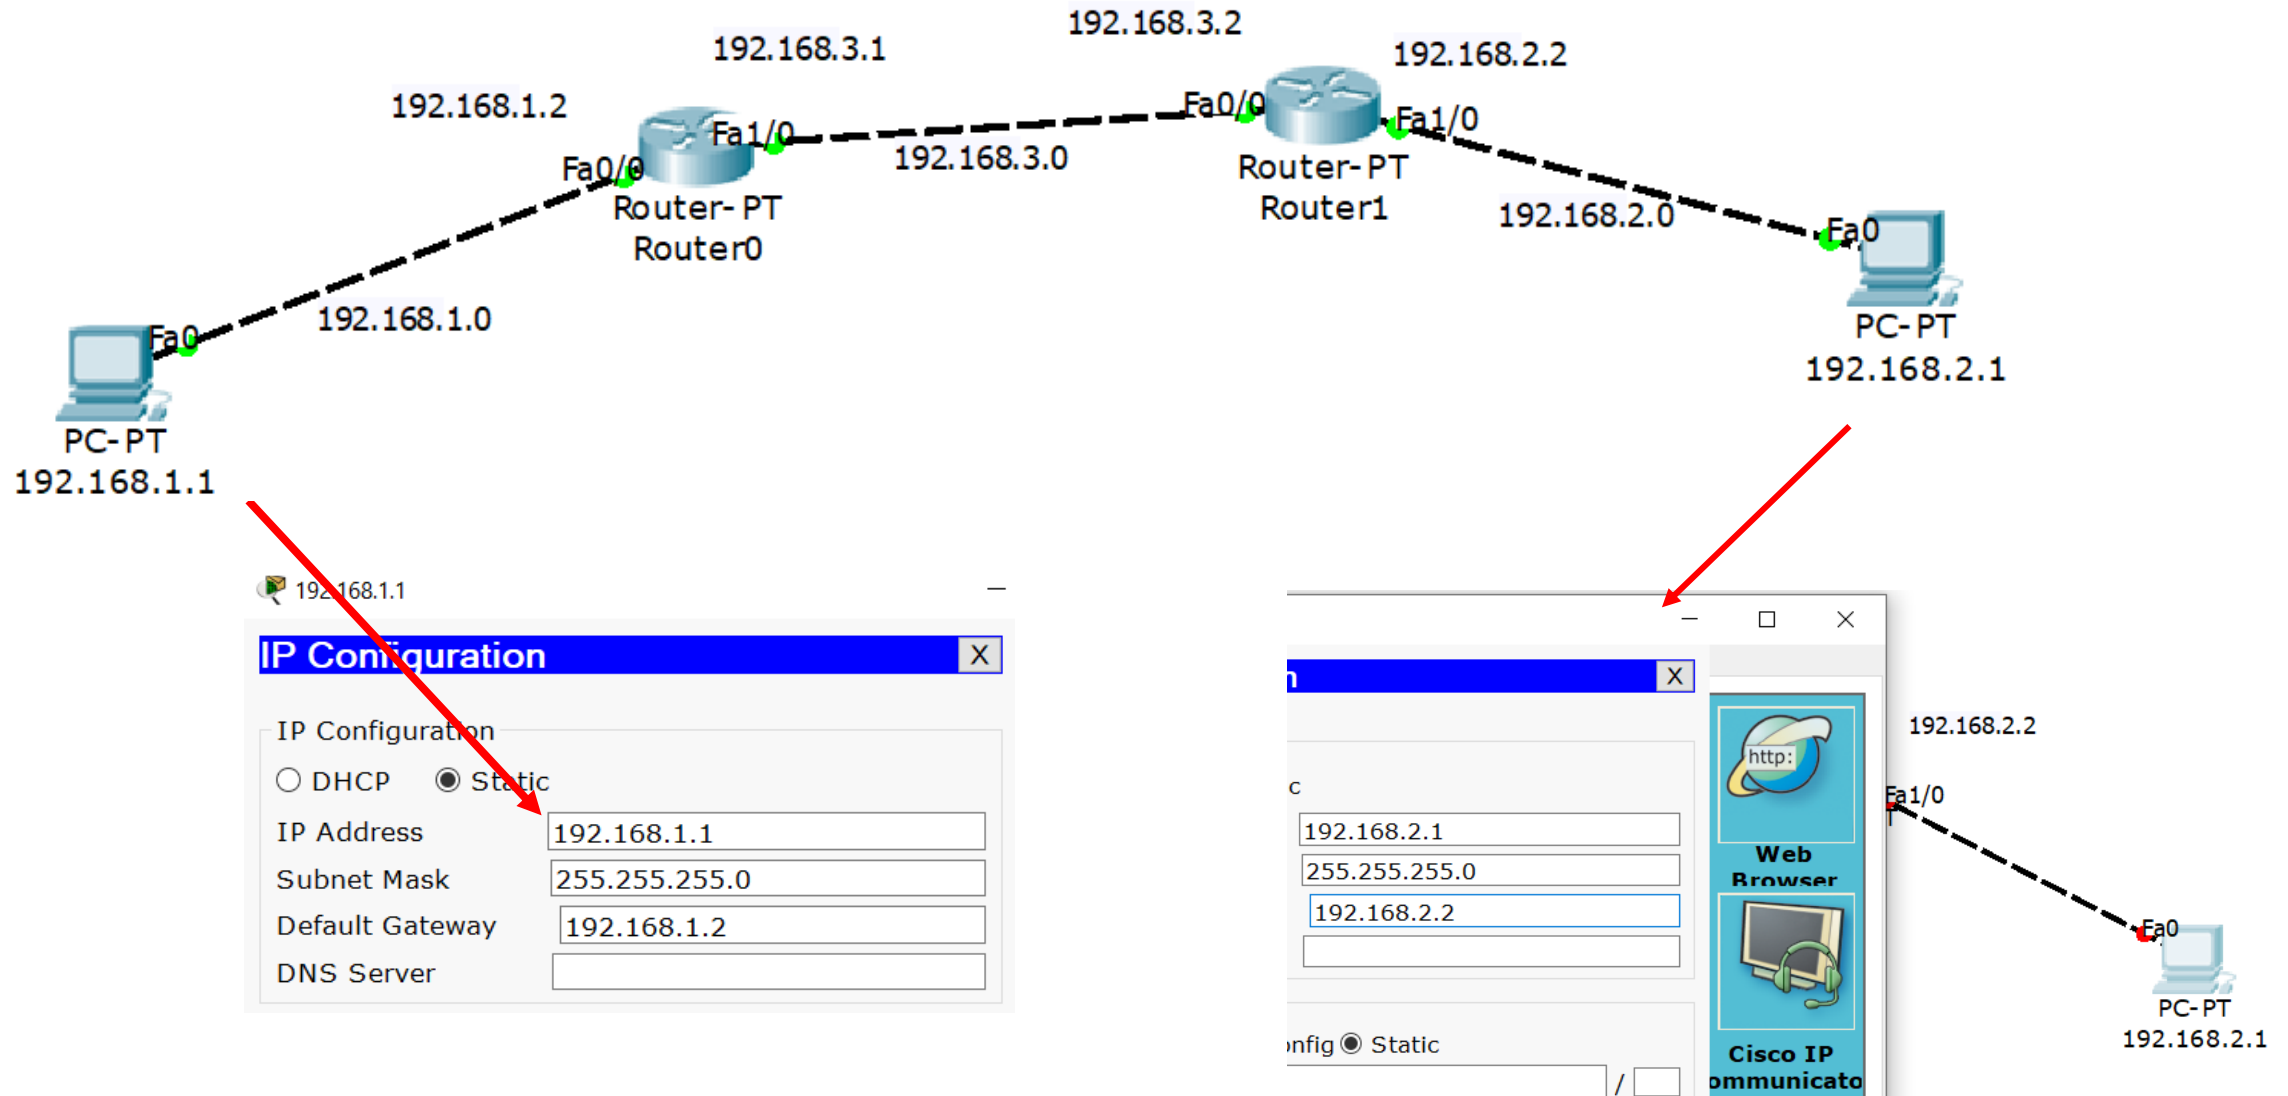 192.168.3.2
192.168.3.1
192.168.2.2
192.168.1.2
Fa0/0
Fa1/0
Fa1/0
192.168.3.0
Fa0/0
Router-PT
Router1
Router-PT
Router0
192.168.2.0
Fa0
192.168.1.0
Fa0
PC-PT
192.168.2.1
PC-PT
192.168.1.1
192.168.1.1
IP Configuration
X
IP Configuration
DHCP
Static
IP Address
192.168.1.1
Subnet Mask
255.255.255.0
Default Gateway
192.168.1.2
DNS Server
n
X
c
192.168.2.1
255.255.255.0
192.168.2.2
onfig
Static
/
http:
Web
Browser
Cisco IP
ommunicato
192.168.2.2
Fa1/0
T
Fa0
PC-PT
192.168.2.1